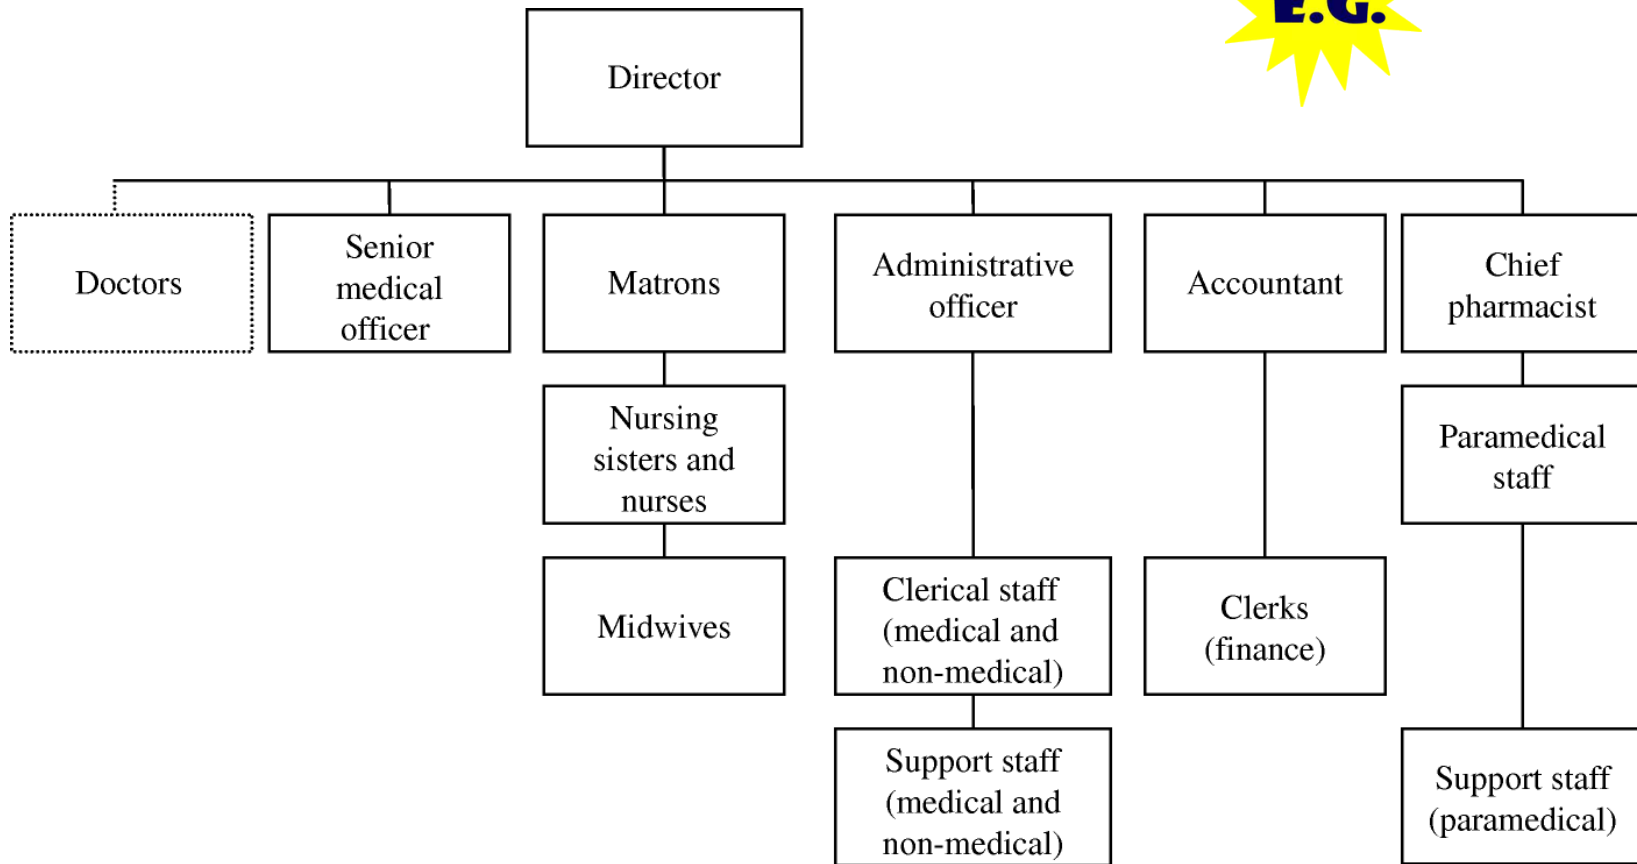 E.G.
Director
Doctors
Senior
medical
officer
Matrons
Administrative
officer
Accountant
Chief
pharmacist
Nursing
sisters and
nurses
Paramedical
staff
Midwives
Clerical staff
(medical and
non-medical)
Clerks
(finance)
Support staff
(medical and
non-medical)
Support staff
(paramedical)